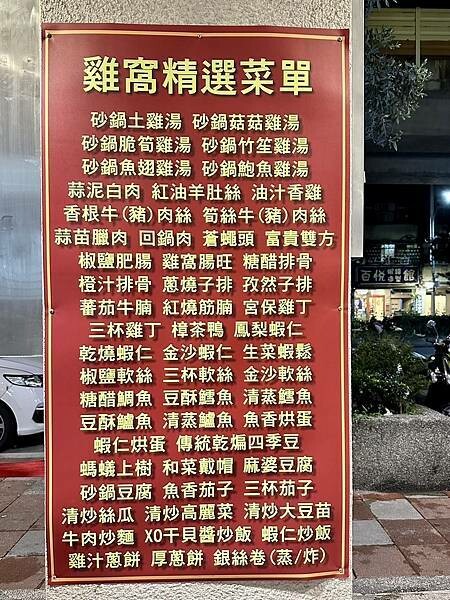 雞窩精選菜單
砂鍋土雞湯 砂鍋菇菇雞湯
砂鍋脆筍雞湯 砂鍋竹笙雞湯
砂鍋魚翅雞湯 砂鍋鮑魚雞湯
蒜泥白肉 紅油羊肚絲 油汁香雞
香根牛(豬)肉絲 筍絲牛(豬)肉絲
蒜苗臘肉 回鍋肉 蒼蠅頭 富貴雙方
椒鹽肥腸 雞窩腸旺 糖醋排骨
橙汁排骨 蔥燒子排 孜然子排
蕃茄牛腩 紅燒筋腩 宮保雞丁
三杯雞丁 樟茶鴨 鳳梨蝦仁
乾燒蝦仁 金沙蝦仁 生菜蝦鬆
椒鹽軟絲 三杯軟絲 金沙軟絲
糖醋鯛魚 豆酥鱈魚 清蒸鱈魚
豆酥鱸魚 清蒸鱸魚 魚香烘蛋
蝦仁烘蛋 傳統乾煸四季豆
螞蟻上樹 和菜戴帽 麻婆豆腐
砂鍋豆腐 魚香茄子 三杯茄子
清炒絲瓜 清炒高麗菜 清炒大豆苗
牛肉炒麵 XO干貝醬炒飯 蝦仁炒飯
雞汁蔥餅 厚蔥餅 銀絲卷(蒸/炸)
百悅